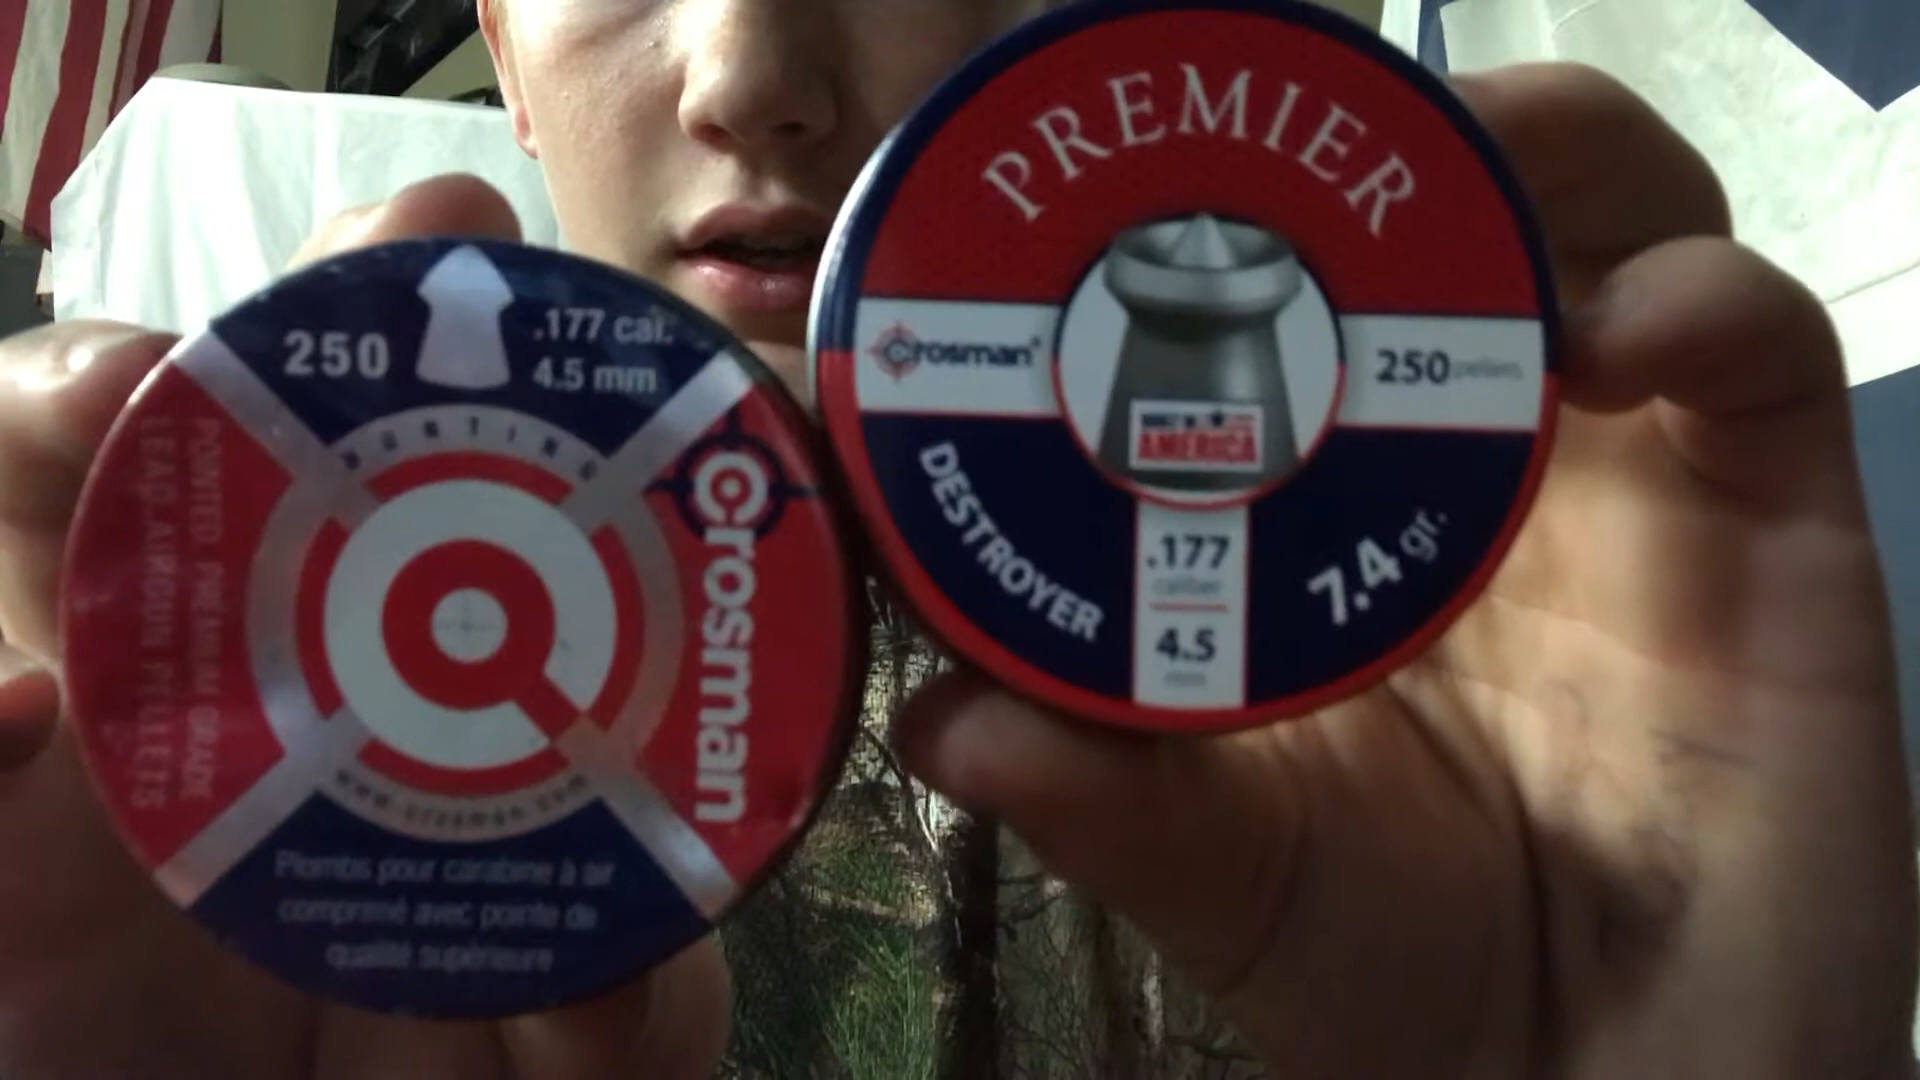 250
.177 cal.
4.5 mm
HUNTING
POINTED, PREMIUM GRADE
LEAD AIRGUN PELLETS
crosman
www.crosman.com
Plombs pour carabine à air
comprimé avec pointe de
qualité supérieure
PREMIER
crosman®
250 pellets
AMERICA
DESTROYER
.177
caliber
4.5
mm
7.4 gr.